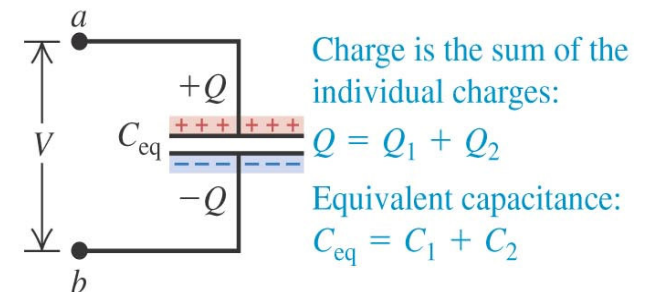 a
V
C_eq
+Q
+ + + + + +
− − − − − −
−Q
b
Charge is the sum of the
individual charges:
Q = Q₁ + Q₂
Equivalent capacitance:
C_eq = C₁ + C₂